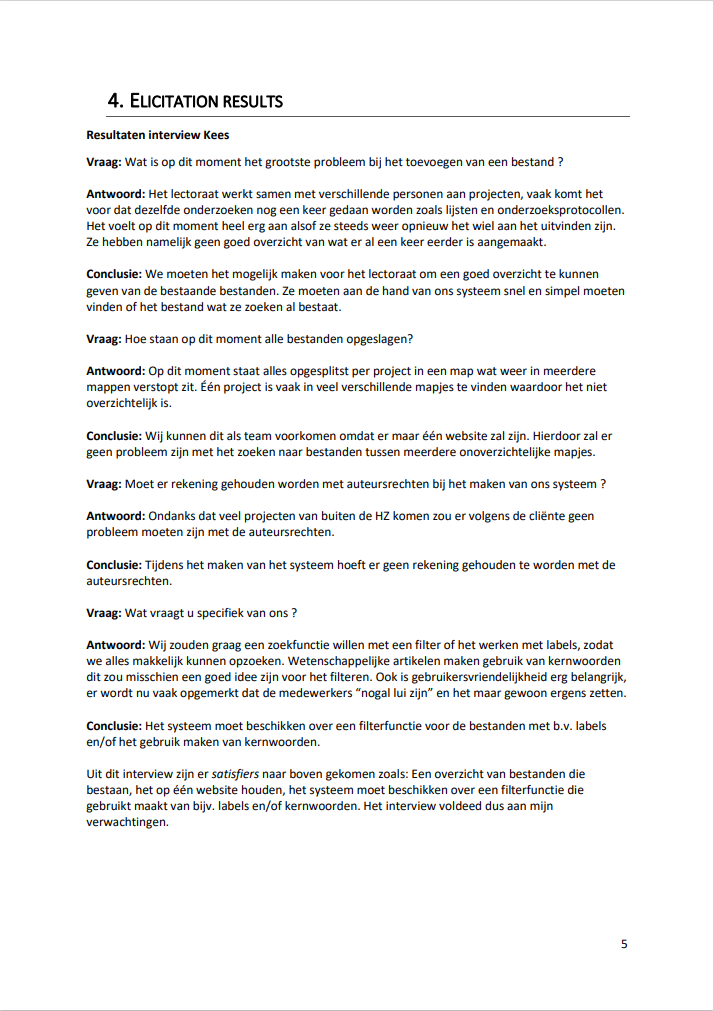 4. ELICITATION RESULTS
Resultaten interview Kees
Vraag: Wat is op dit moment het grootste probleem bij het toevoegen van een bestand ?
Antwoord: Het lectoraat werkt samen met verschillende personen aan projecten, vaak komt het
voor dat dezelfde onderzoeken nog een keer gedaan worden zoals lijsten en onderzoeksprotocollen.
Het voelt op dit moment heel erg aan alsof ze steeds weer opnieuw het wiel aan het uitvinden zijn.
Ze hebben namelijk geen goed overzicht van wat er al een keer eerder is aangemaakt.
Conclusie: We moeten het mogelijk maken voor het lectoraat om een goed overzicht te kunnen
geven van de bestaande bestanden. Ze moeten aan de hand van ons systeem snel en simpel moeten
vinden of het bestand wat ze zoeken al bestaat.
Vraag: Hoe staan op dit moment alle bestanden opgeslagen?
Antwoord: Op dit moment staat alles opgesplitst per project in een map wat weer in meerdere
mappen verstopt zit. Één project is vaak in veel verschillende mapjes te vinden waardoor het niet
overzichtelijk is.
Conclusie: Wij kunnen dit als team voorkomen omdat er maar één website zal zijn. Hierdoor zal er
geen probleem zijn met het zoeken naar bestanden tussen meerdere onoverzichtelijke mapjes.
Vraag: Moet er rekening gehouden worden met auteursrechten bij het maken van ons systeem ?
Antwoord: Ondanks dat veel projecten van buiten de HZ komen zou er volgens de cliënte geen
probleem moeten zijn met de auteursrechten.
Conclusie: Tijdens het maken van het systeem hoeft er geen rekening gehouden te worden met de
auteursrechten.
Vraag: Wat vraagt u specifiek van ons ?
Antwoord: Wij zouden graag een zoekfunctie willen met een filter of het werken met labels, zodat
we alles makkelijk kunnen opzoeken. Wetenschappelijke artikelen maken gebruik van kernwoorden
dit zou misschien een goed idee zijn voor het filteren. Ook is gebruikersvriendelijkheid erg belangrijk,
er wordt nu vaak opgemerkt dat de medewerkers “nogal lui zijn” en het maar gewoon ergens zetten.
Conclusie: Het systeem moet beschikken over een filterfunctie voor de bestanden met b.v. labels
en/of het gebruik maken van kernwoorden.
Uit dit interview zijn er satisfiers naar boven gekomen zoals: Een overzicht van bestanden die
bestaan, het op één website houden, het systeem moet beschikken over een filterfunctie die
gebruikt maakt van bijv. labels en/of kernwoorden. Het interview voldeed dus aan mijn
verwachtingen.
5